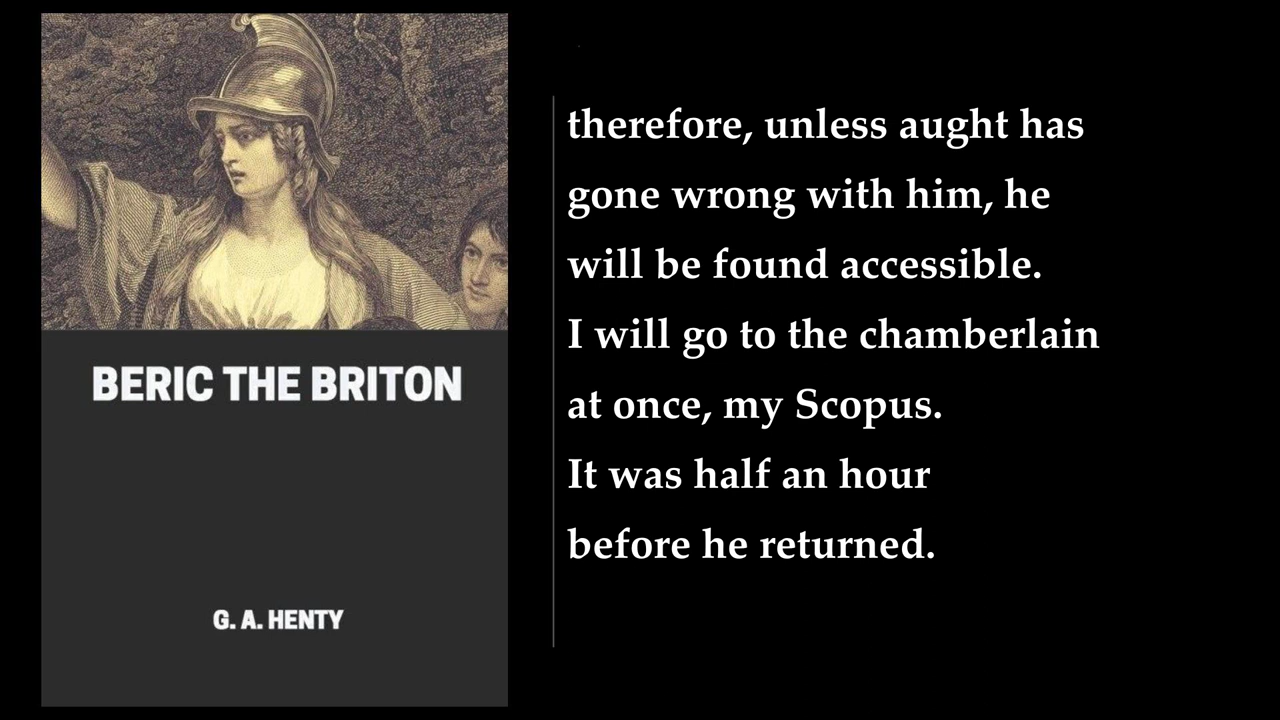 BERIC THE BRITON
G. A. HENTY
therefore, unless aught has
gone wrong with him, he
will be found accessible.
I will go to the chamberlain
at once, my Scopus.
It was half an hour
before he returned.